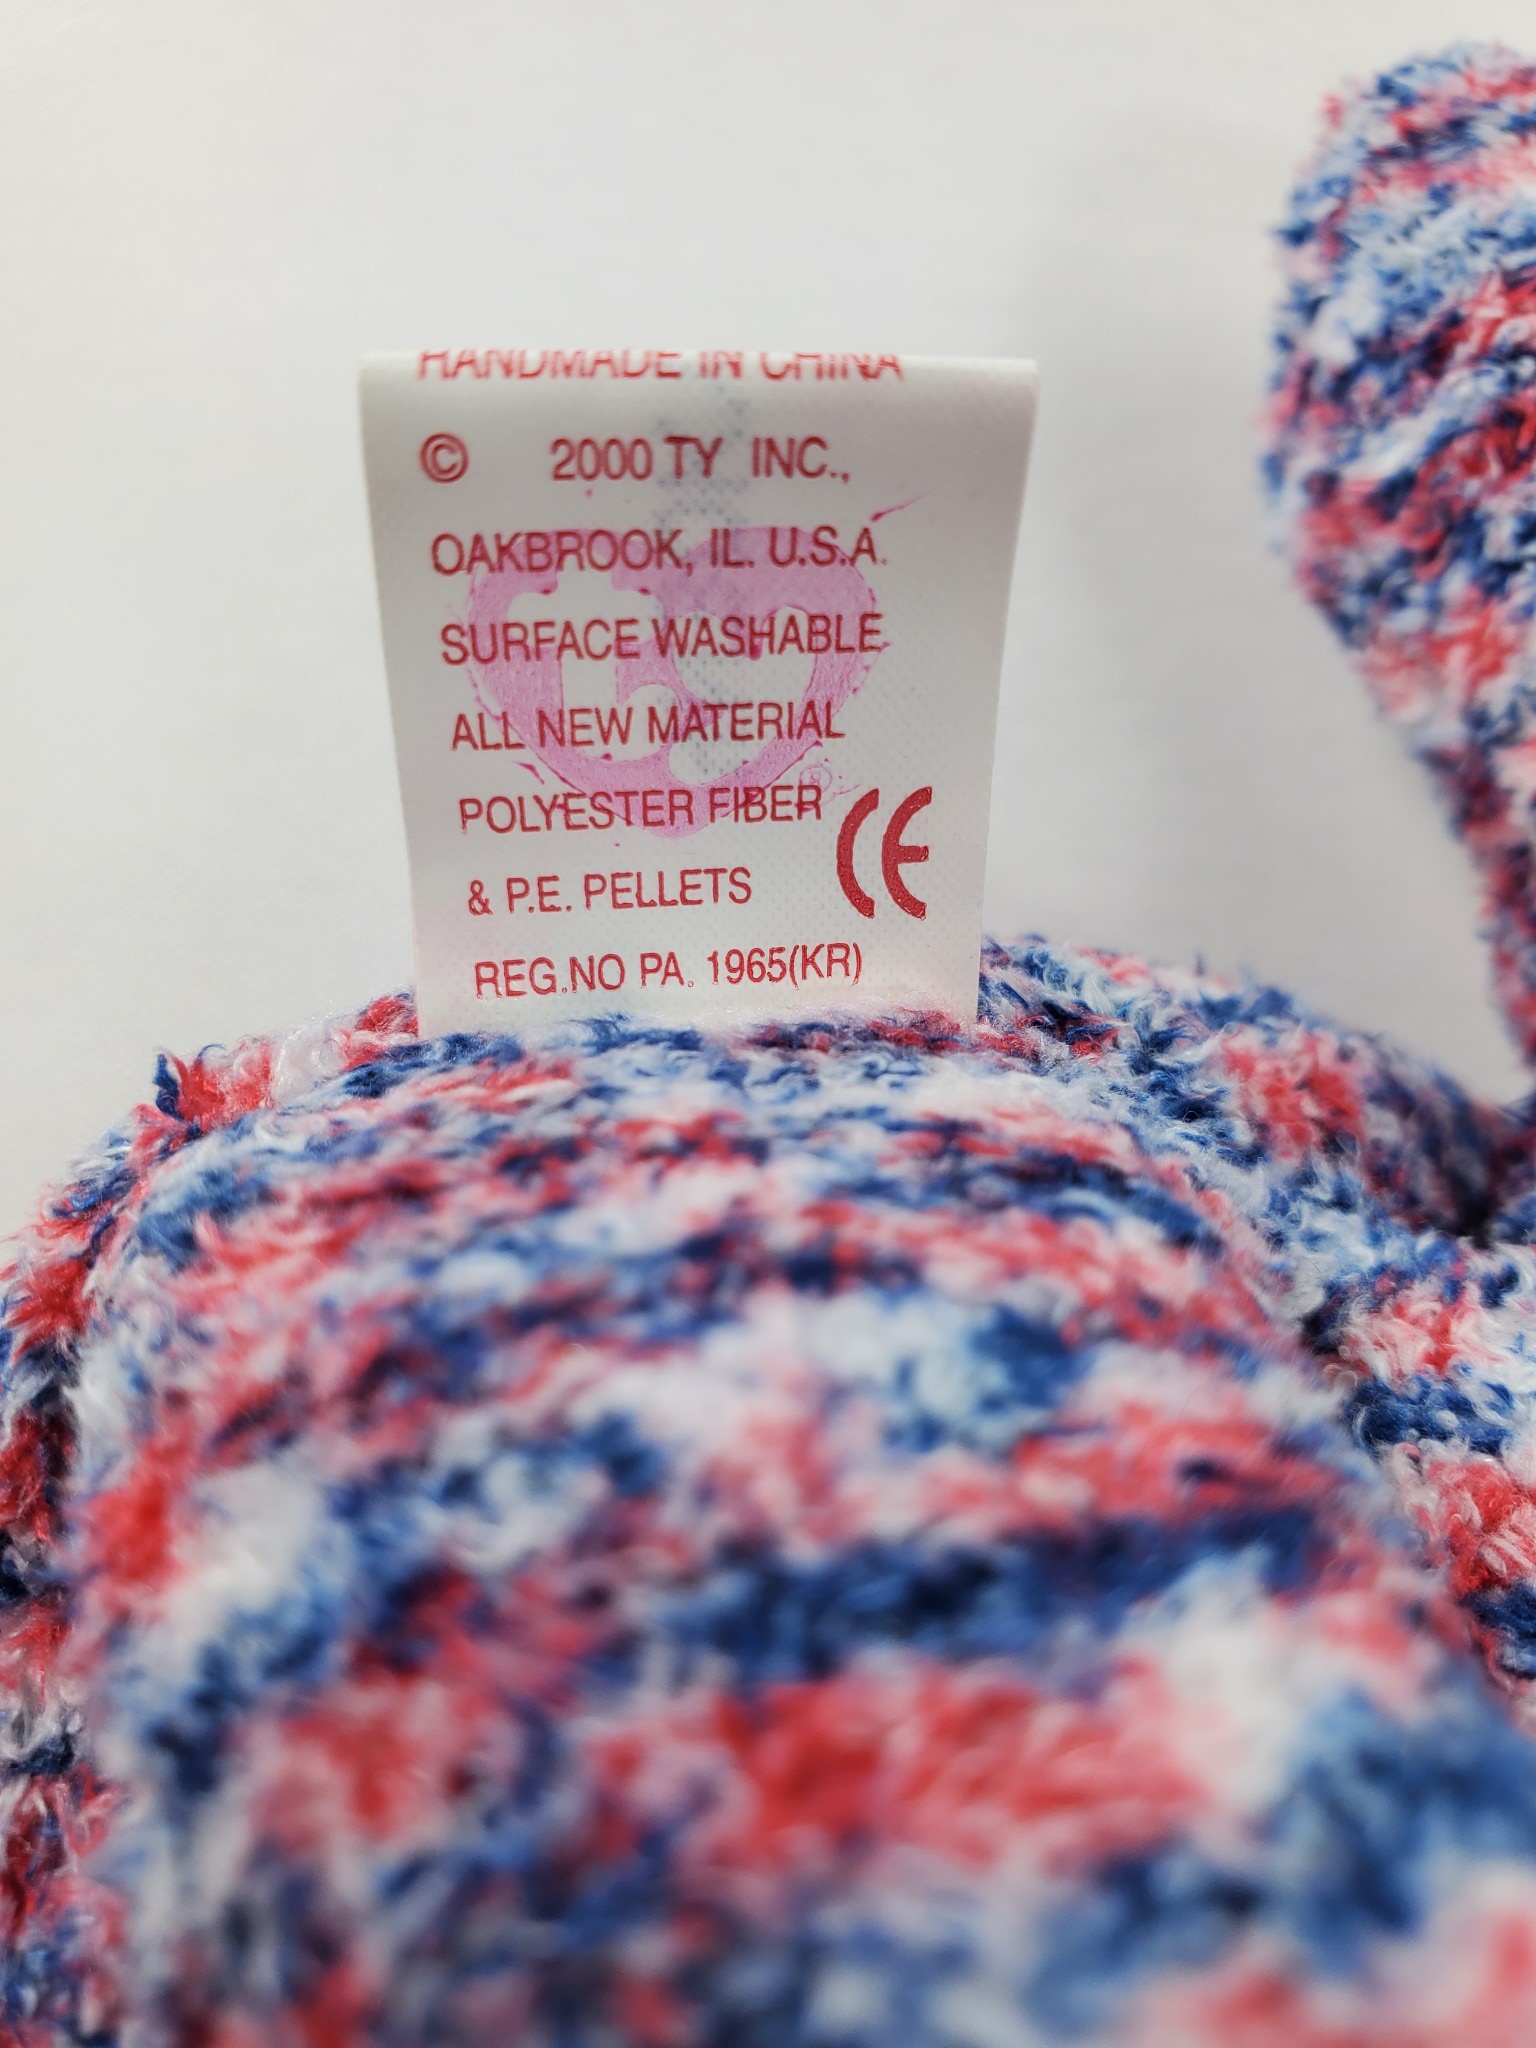 HANDMADE IN CHINA
© 2000 TY INC.,
OAKBROOK, IL. U.S.A.
SURFACE WASHABLE
ALL NEW MATERIAL
POLYESTER FIBER
& P.E. PELLETS
CE
REG.NO PA. 1965(KR)